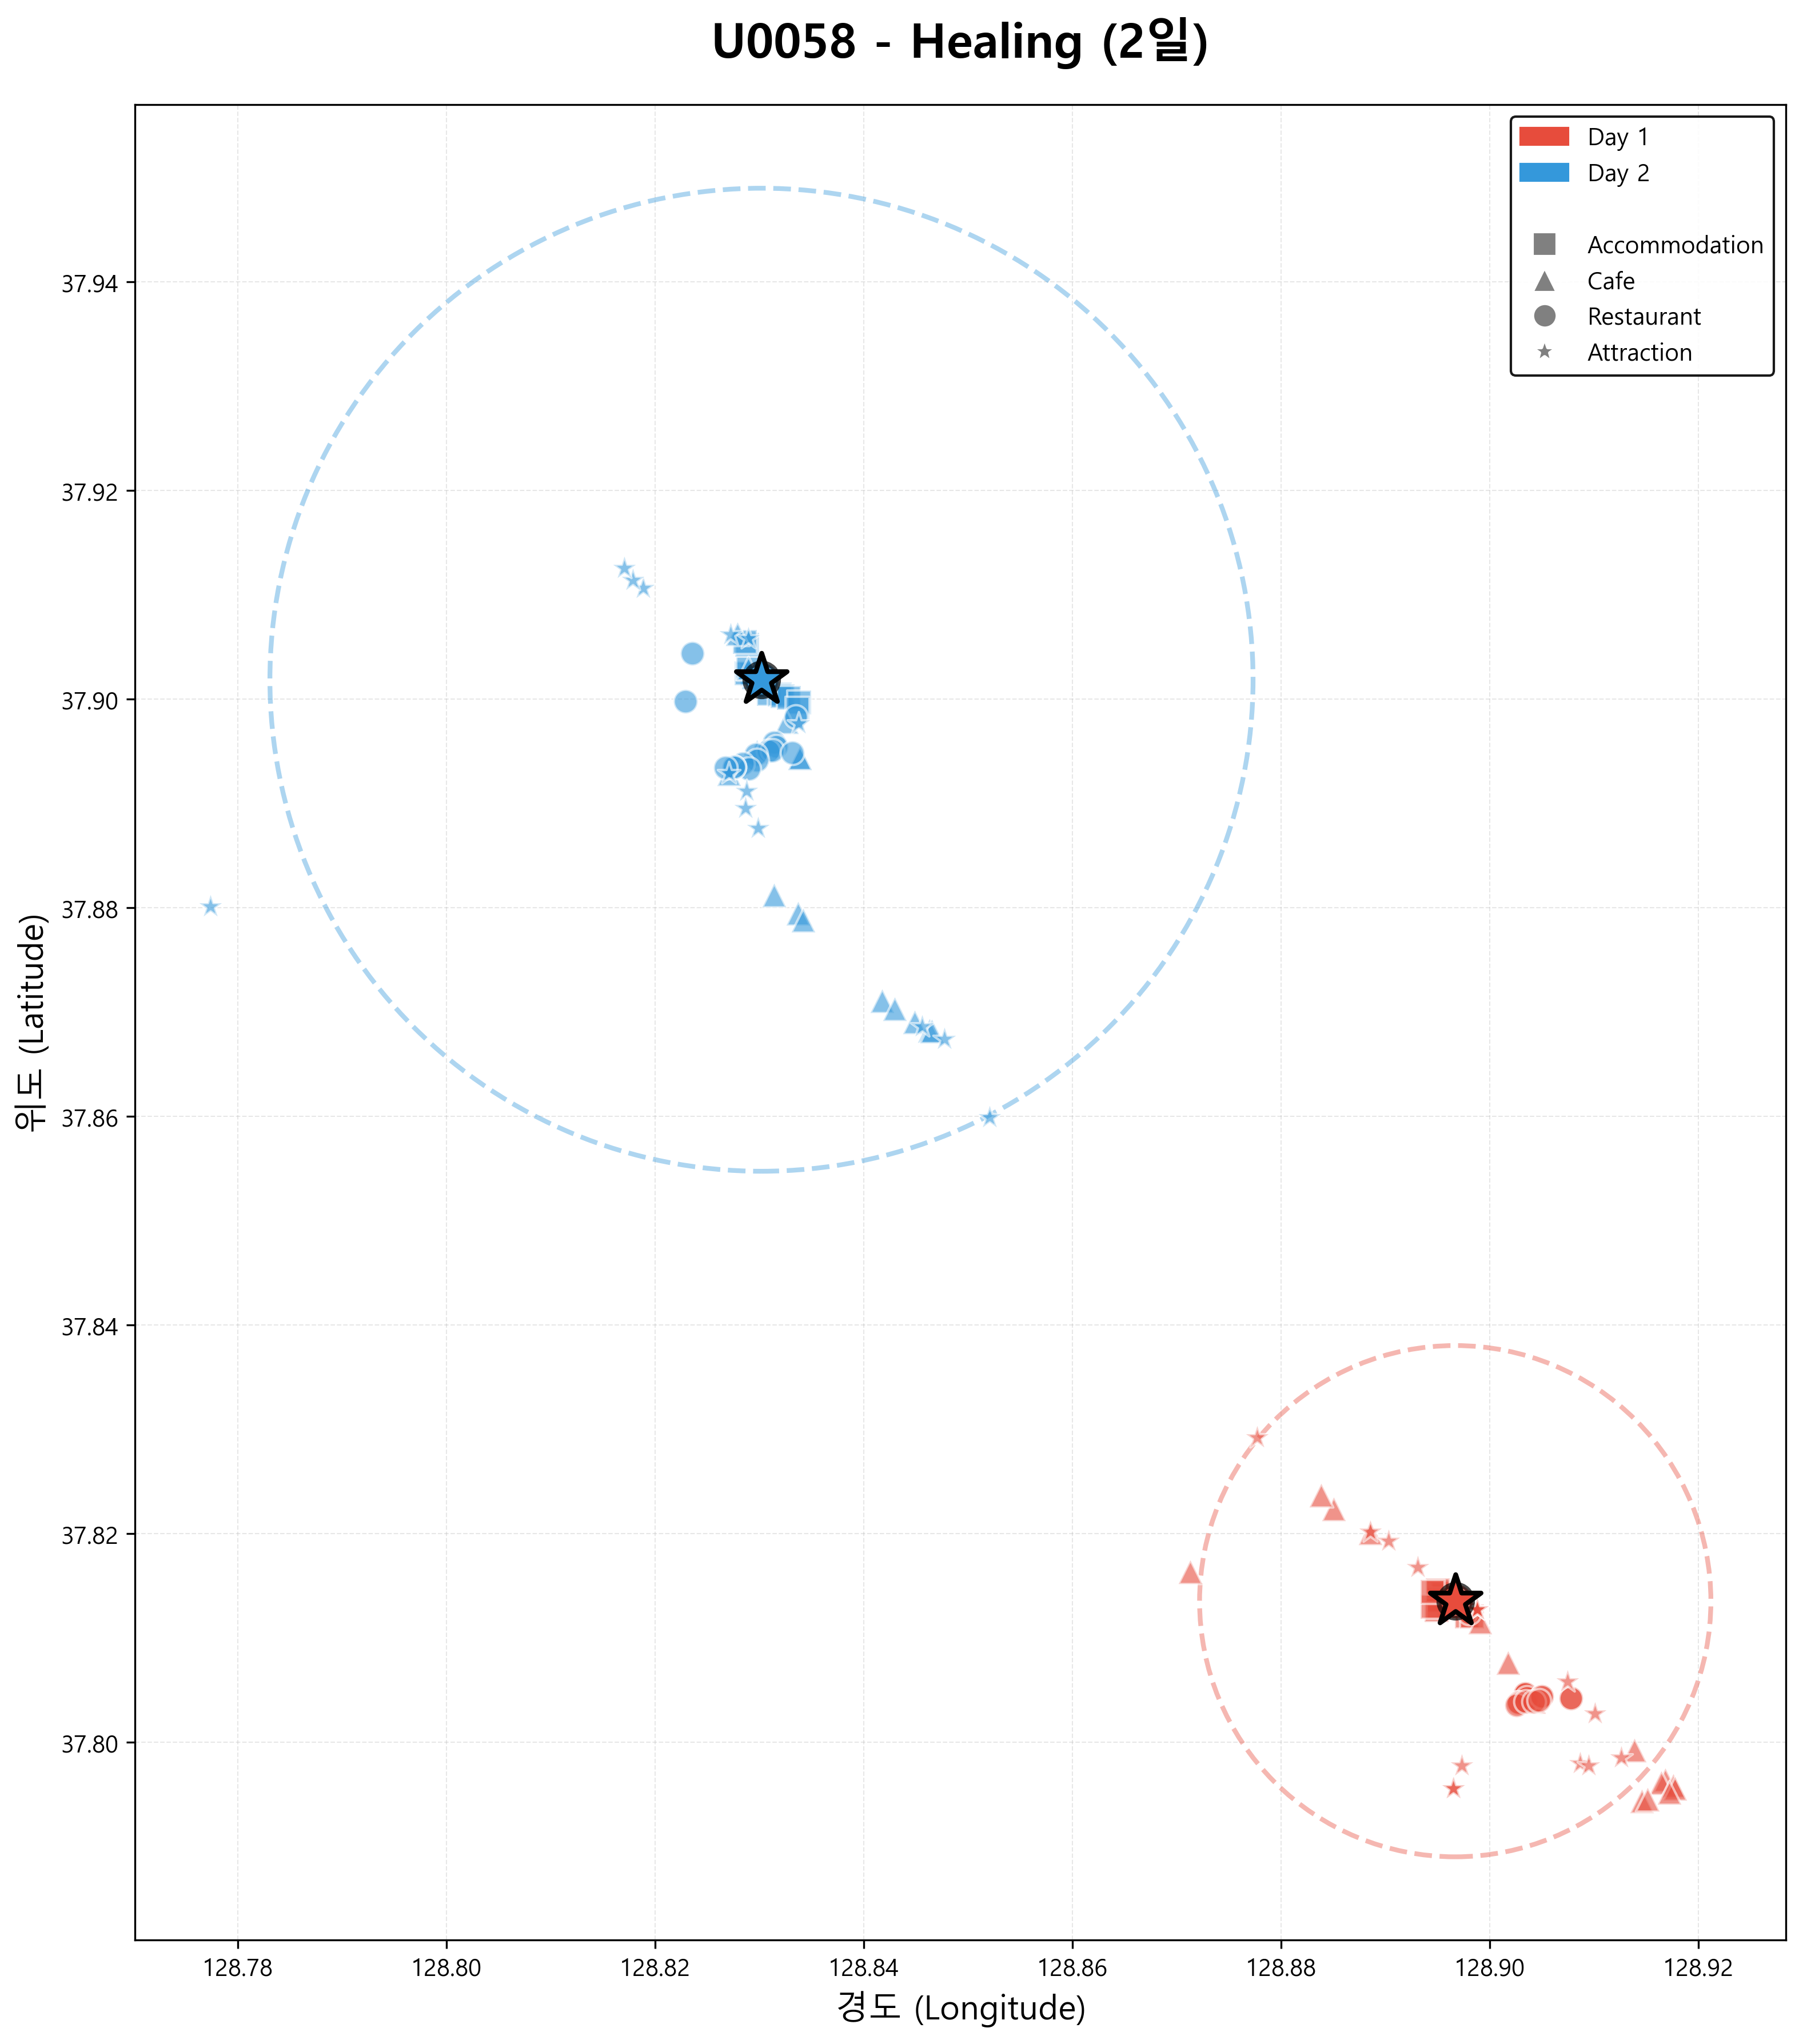 U0058 - Healing (2일)
Day 1
Day 2
Accommodation
Cafe
Restaurant
Attraction
위도 (Latitude)
37.94
37.92
37.90
37.88
37.86
37.84
37.82
37.80
128.78
128.80
128.82
128.84
128.86
128.88
128.90
128.92
경도 (Longitude)